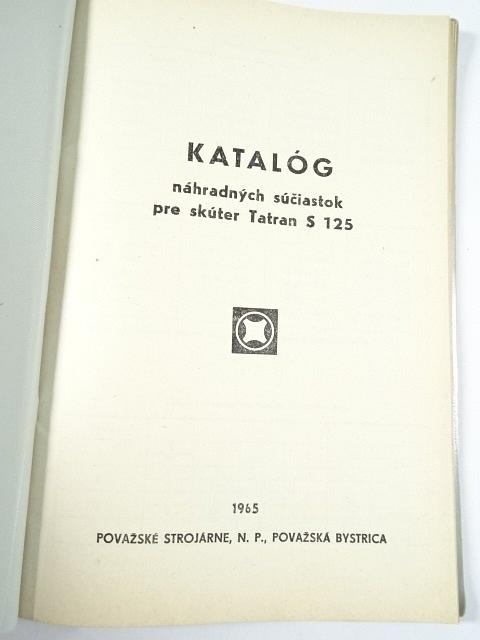 KATALÓG
náhradných súčiastok
pre skúter Tatran S 125
1965
POVAŽSKÉ STROJÁRNE, N. P., POVAŽSKÁ BYSTRICA